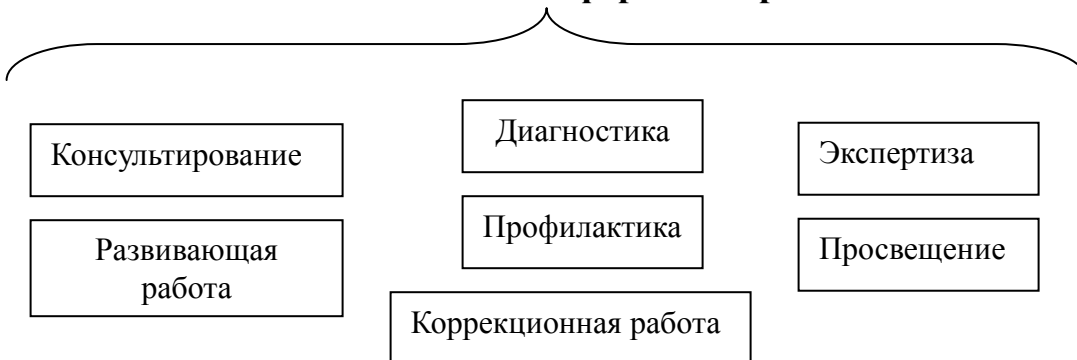 Консультирование
Диагностика
Экспертиза
Развивающая
работа
Профилактика
Просвещение
Коррекционная работа